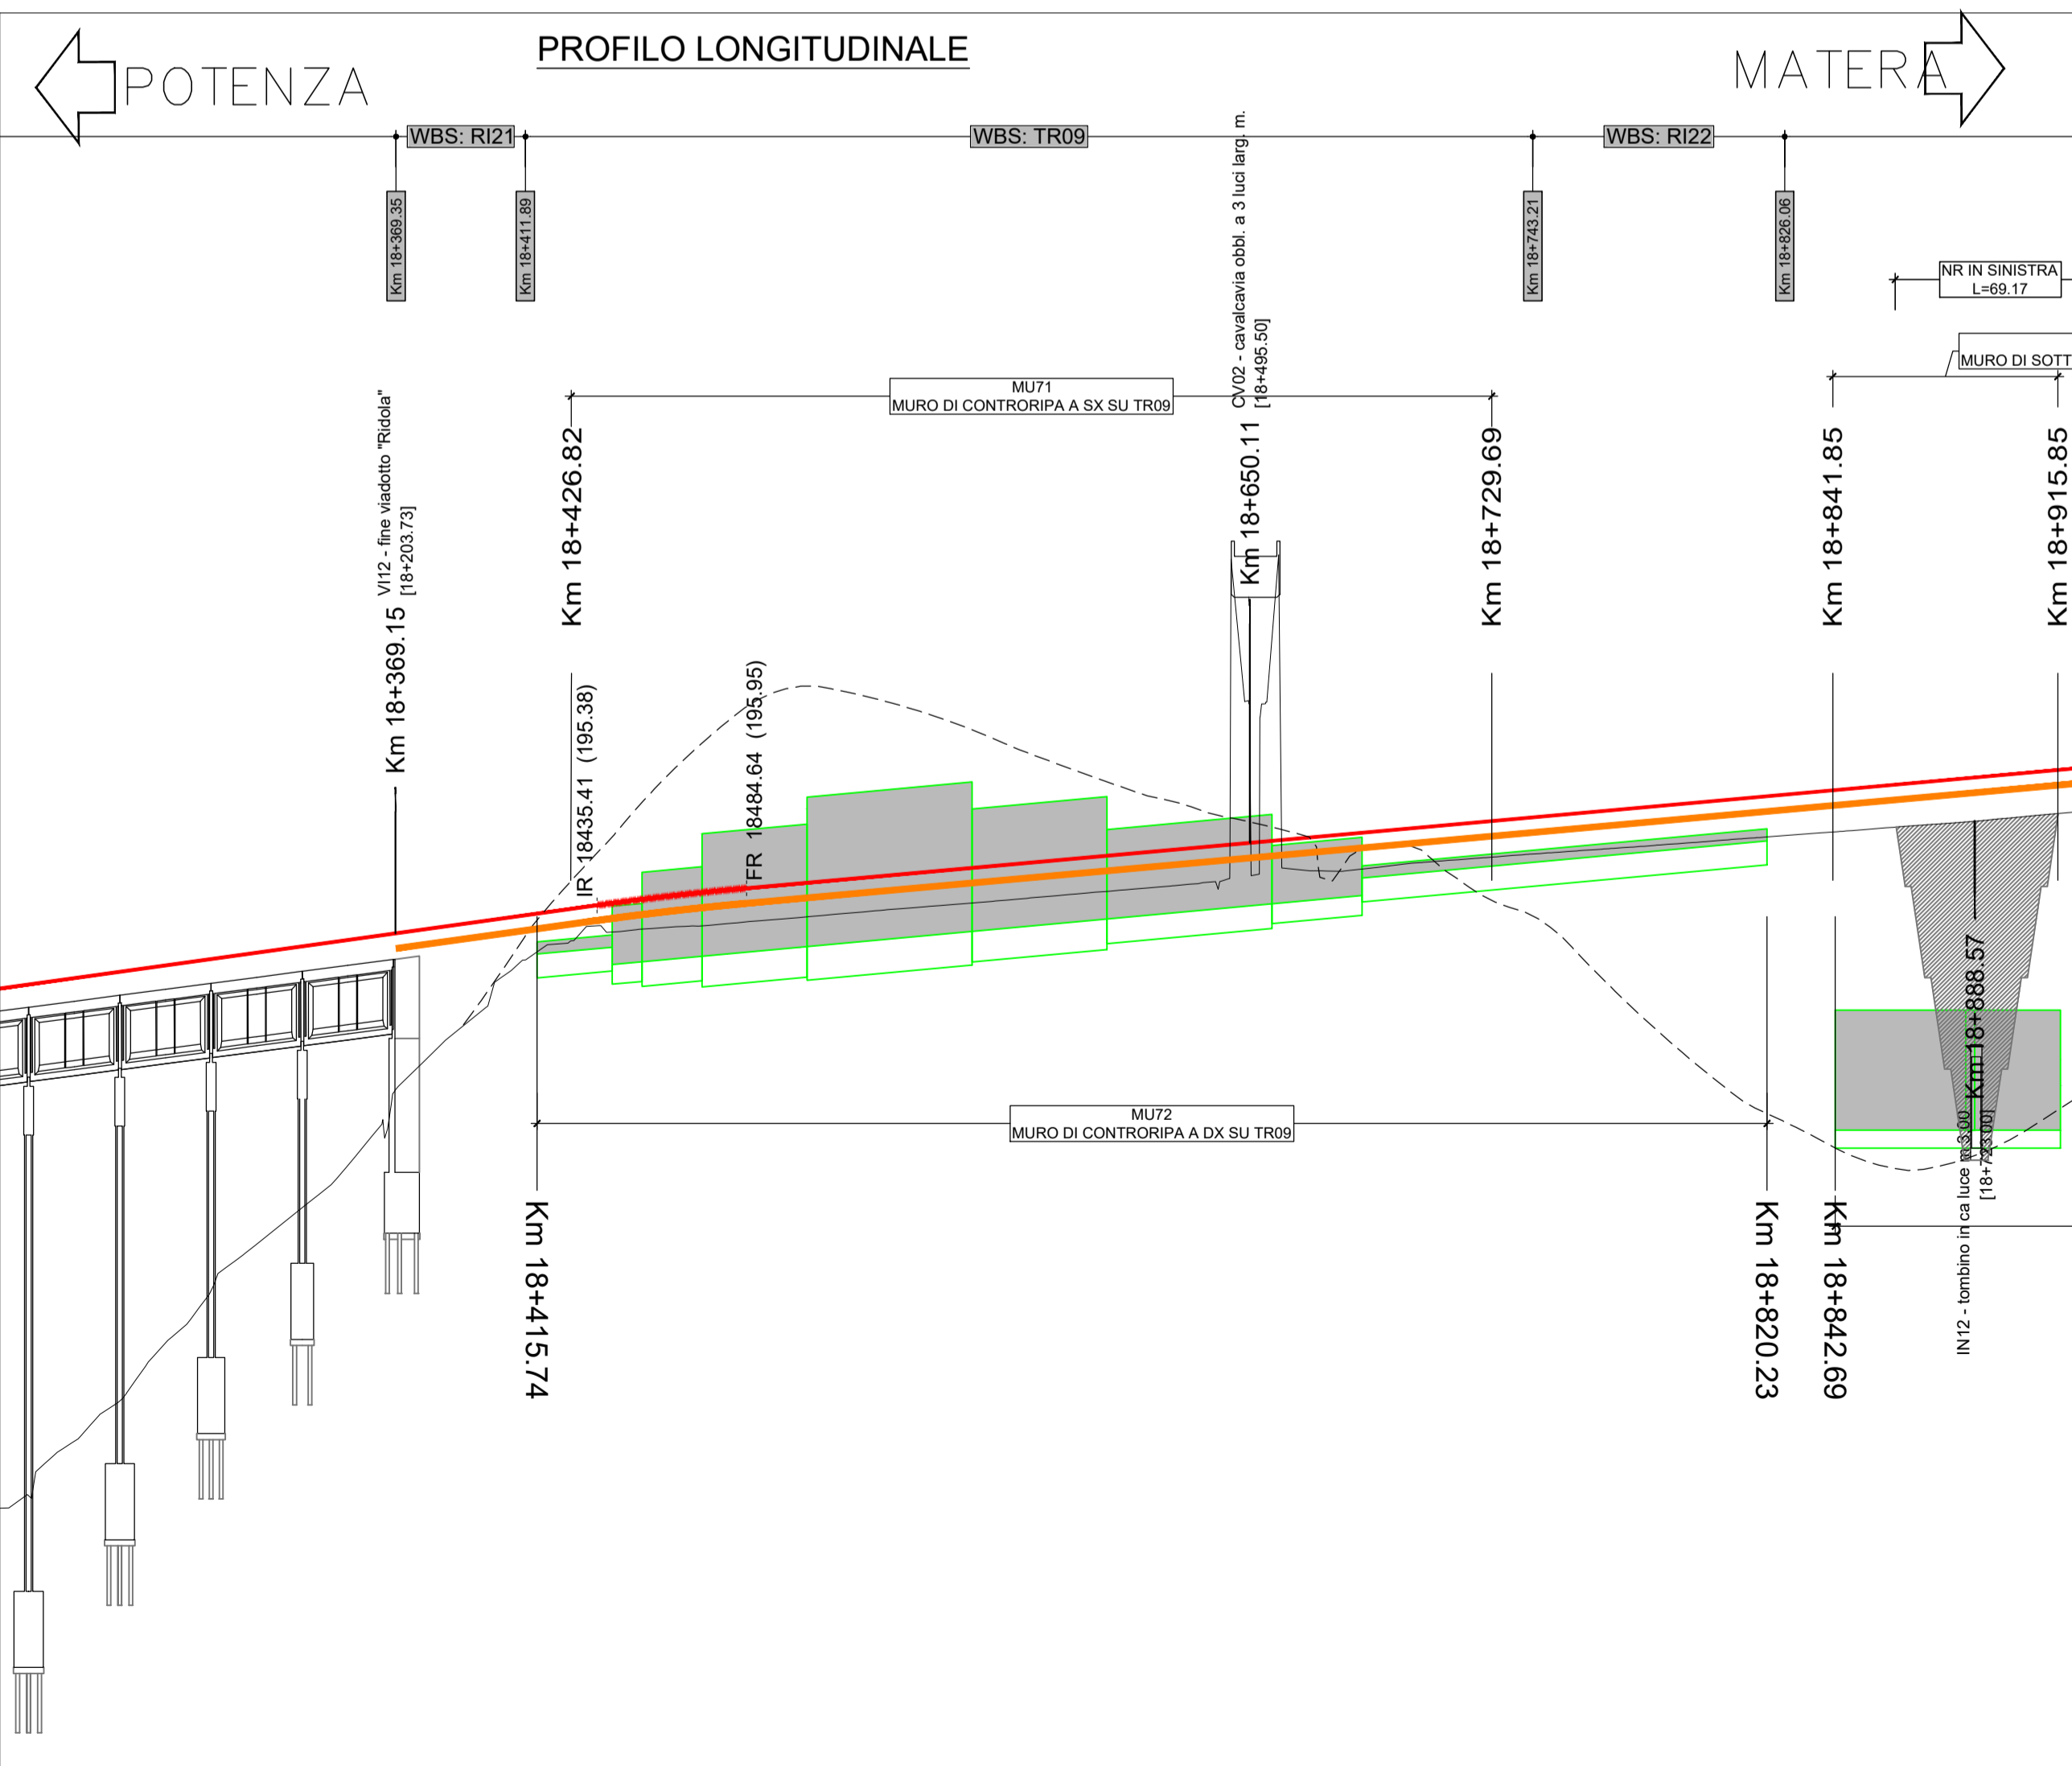 PROFILO LONGITUDINALE
POTENZA
MATERA
WBS: RI21
WBS: TR09
WBS: RI22
Km 18+369.35
Km 18+411.89
Km 18+743.21
Km 18+826.06
NR IN SINISTRA
L=69.17
MURO DI SOTT
MU71
MURO DI CONTRORIPA A SX SU TR09
CV02 - cavalcavia obbl. a 3 luci larg. m.
[18+495.50]
Km 18+650.11
VI12 - fine viadotto "Ridola"
[18+203.73]
Km 18+369.15
Km 18+426.82
Km 18+729.69
Km 18+841.85
Km 18+915.85
IR 18435.41 (195.38)
FR 18484.64 (195.95)
MU72
MURO DI CONTRORIPA A DX SU TR09
Km 18+415.74
Km 18+820.23
Km 18+842.69
Km 18+888.57
IN12 - tombino in ca luce m 3.00